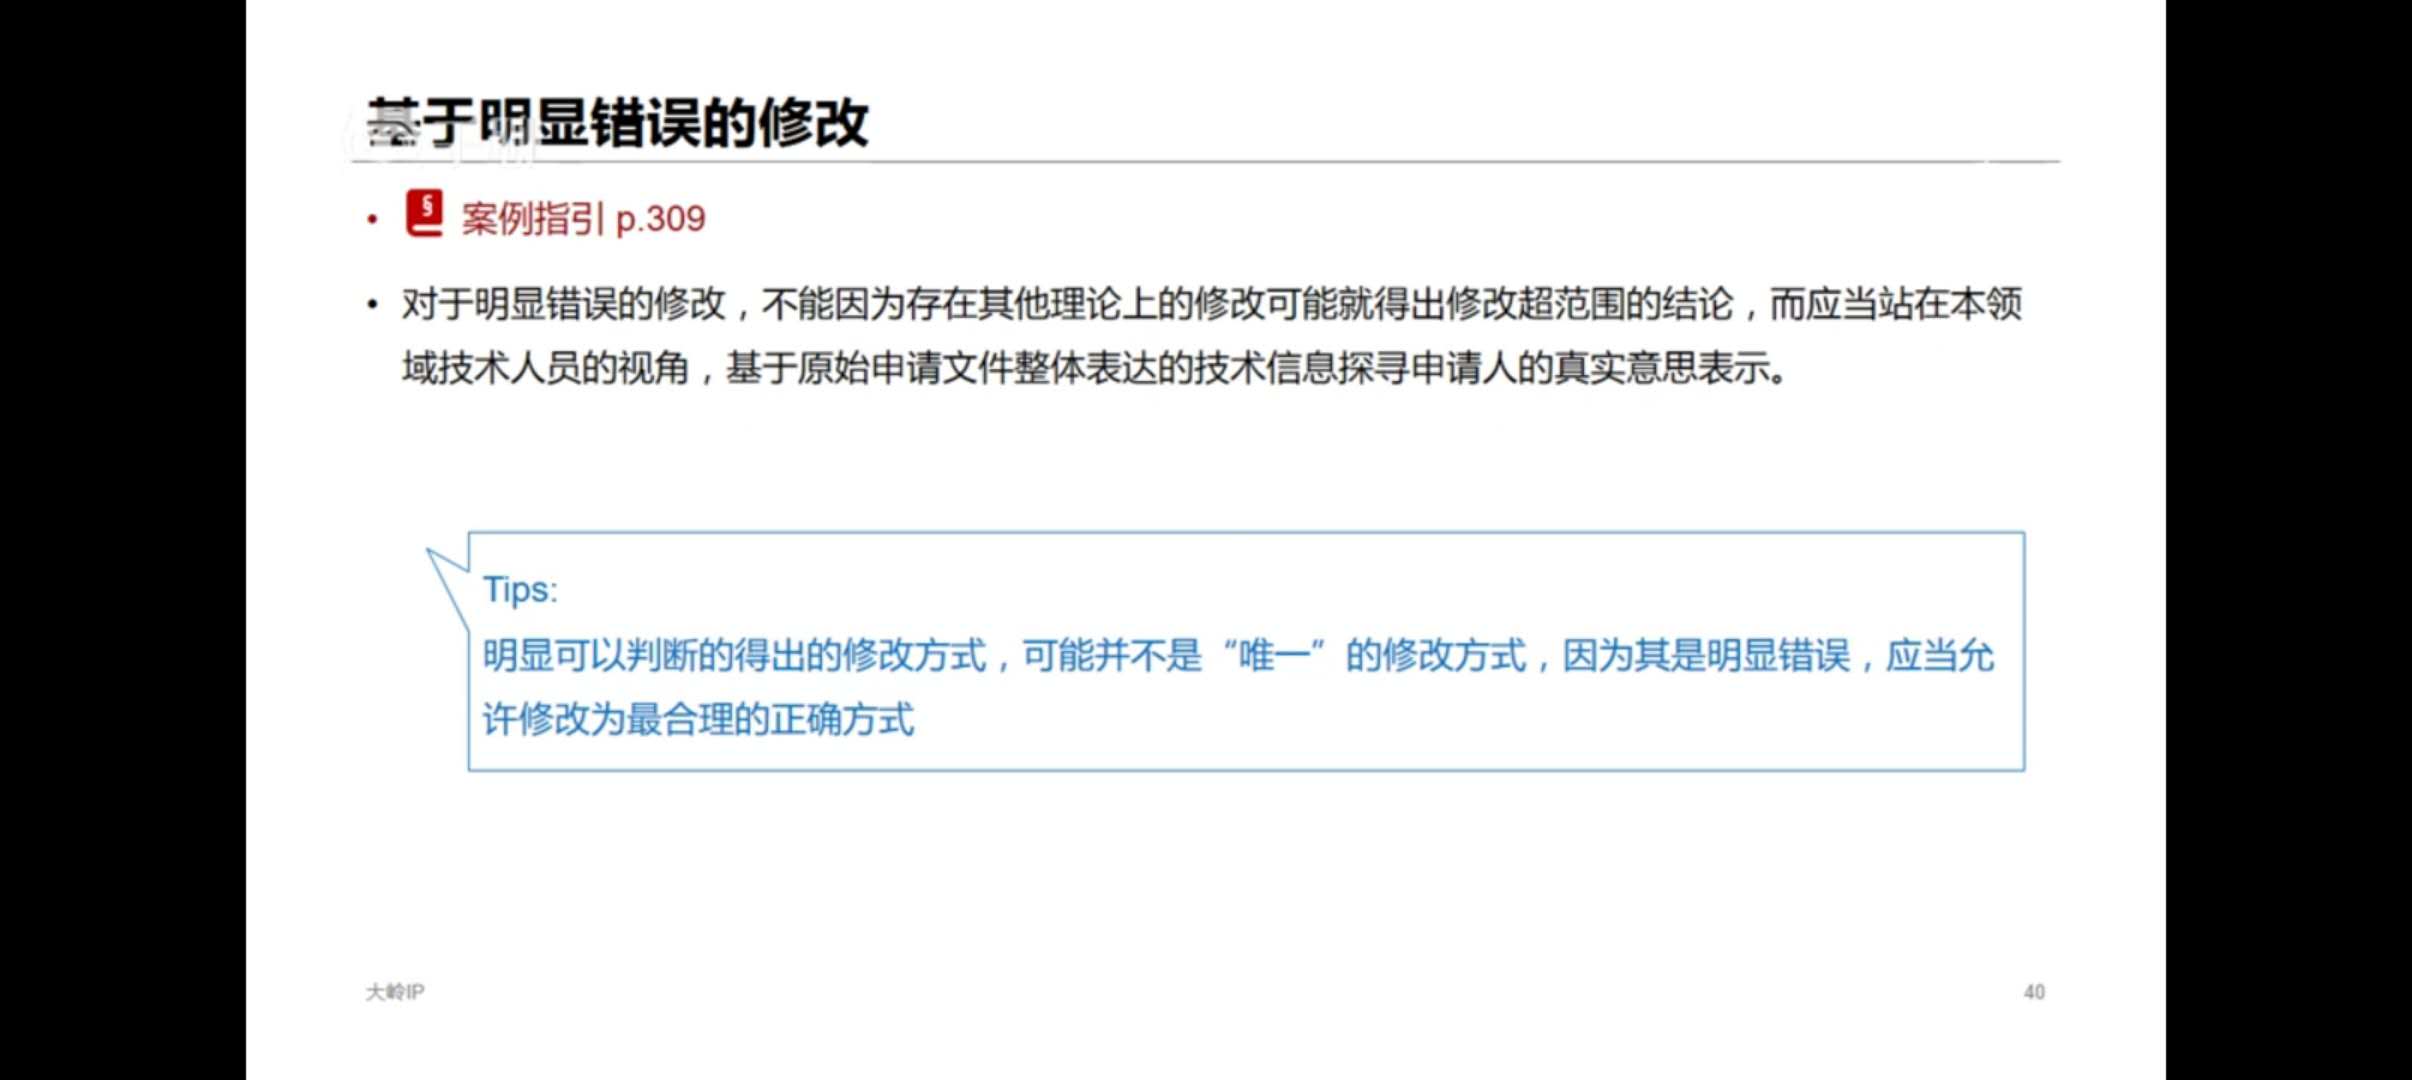 基于明显错误的修改
• § 案例指引 p.309
• 对于明显错误的修改，不能因为存在其他理论上的修改可能就得出修改超范围的结论，而应当站在本领
域技术人员的视角，基于原始申请文件整体表达的技术信息探寻申请人的真实意思表示。
Tips:
明显可以判断的得出的修改方式，可能并不是“唯一”的修改方式，因为其是明显错误，应当允
许修改为最合理的正确方式
大岭IP
40